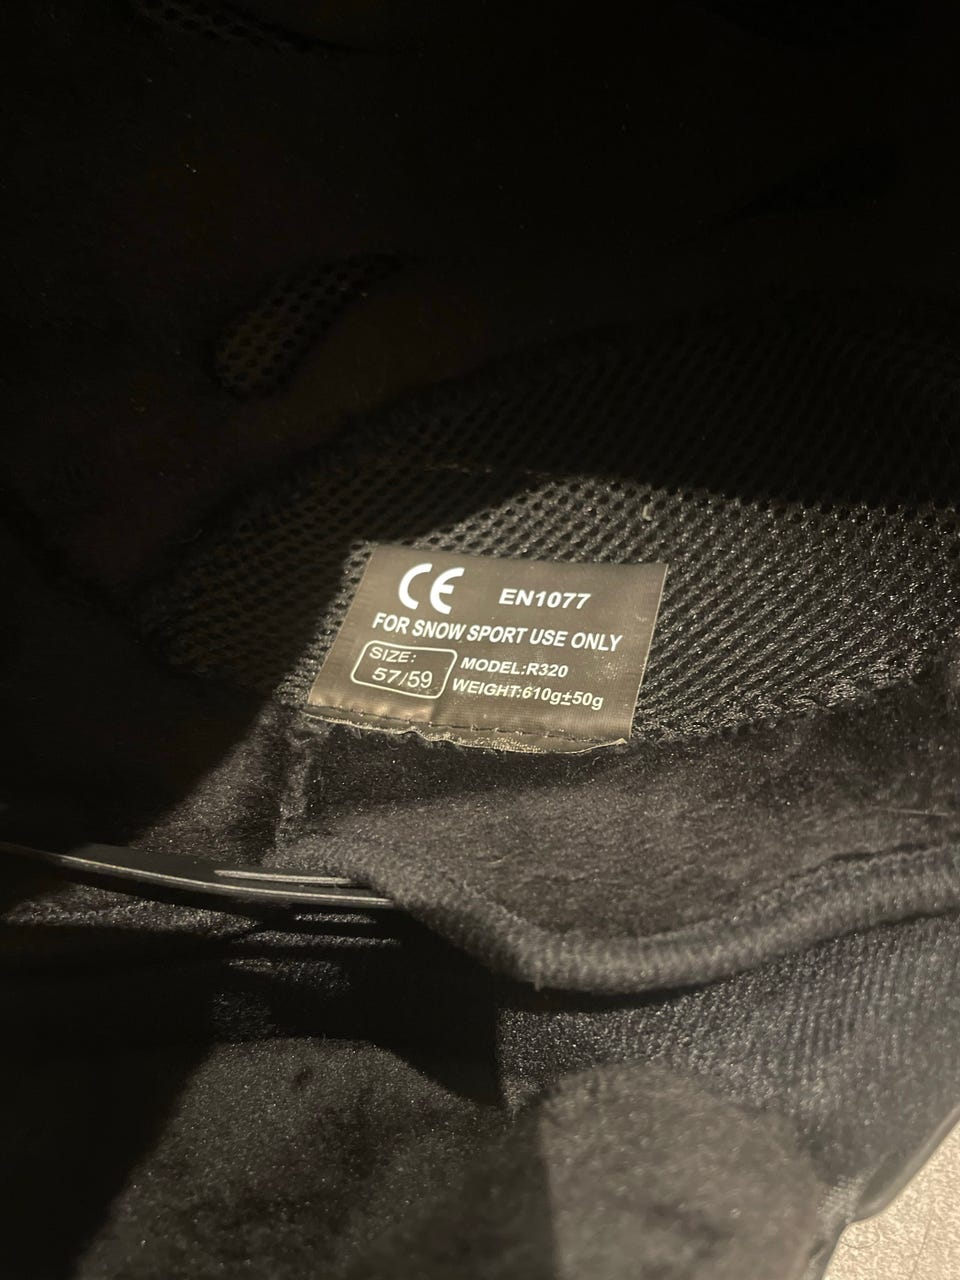 CE EN1077
FOR SNOW SPORT USE ONLY
SIZE:
57/59
MODEL:R320
WEIGHT:610g±50g